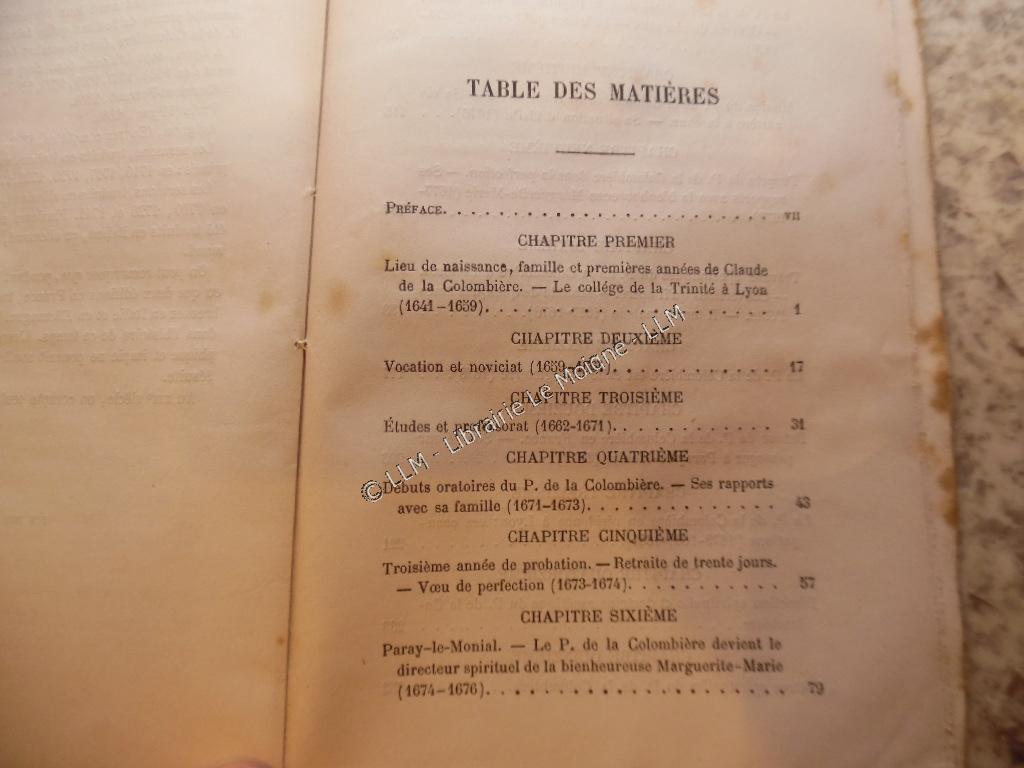 TABLE DES MATIÈRES
PRÉFACE. . . . . . . . . . . . . . . . . . . . . . . VII
CHAPITRE PREMIER
Lieu de naissance, famille et premières années de Claude
de la Colombière. — Le collége de la Trinité à Lyon
(1641-1659). . . . . . . . . . . . . . . . . . . . 1
CHAPITRE DEUXIÈME
Vocation et noviciat (1659- . . . . . . . . . . . . 17
CHAPITRE TROISIÈME
Études et professorat (1662-1671). . . . . . . . . . . . 31
CHAPITRE QUATRIÈME
Débuts oratoires du P. de la Colombière. — Ses rapports
avec sa famille (1671-1673). . . . . . . . . . . . . 43
CHAPITRE CINQUIÈME
Troisième année de probation. — Retraite de trente jours.
— Vœu de perfection (1673-1674). . . . . . . . . . . 57
CHAPITRE SIXIÈME
Paray-le-Monial. — Le P. de la Colombière devient le
directeur spirituel de la bienheureuse Marguerite-Marie
(1674-1676). . . . . . . . . . . . . . . . . . . . 79
© LLM - Librairie Le Moigne - LLM